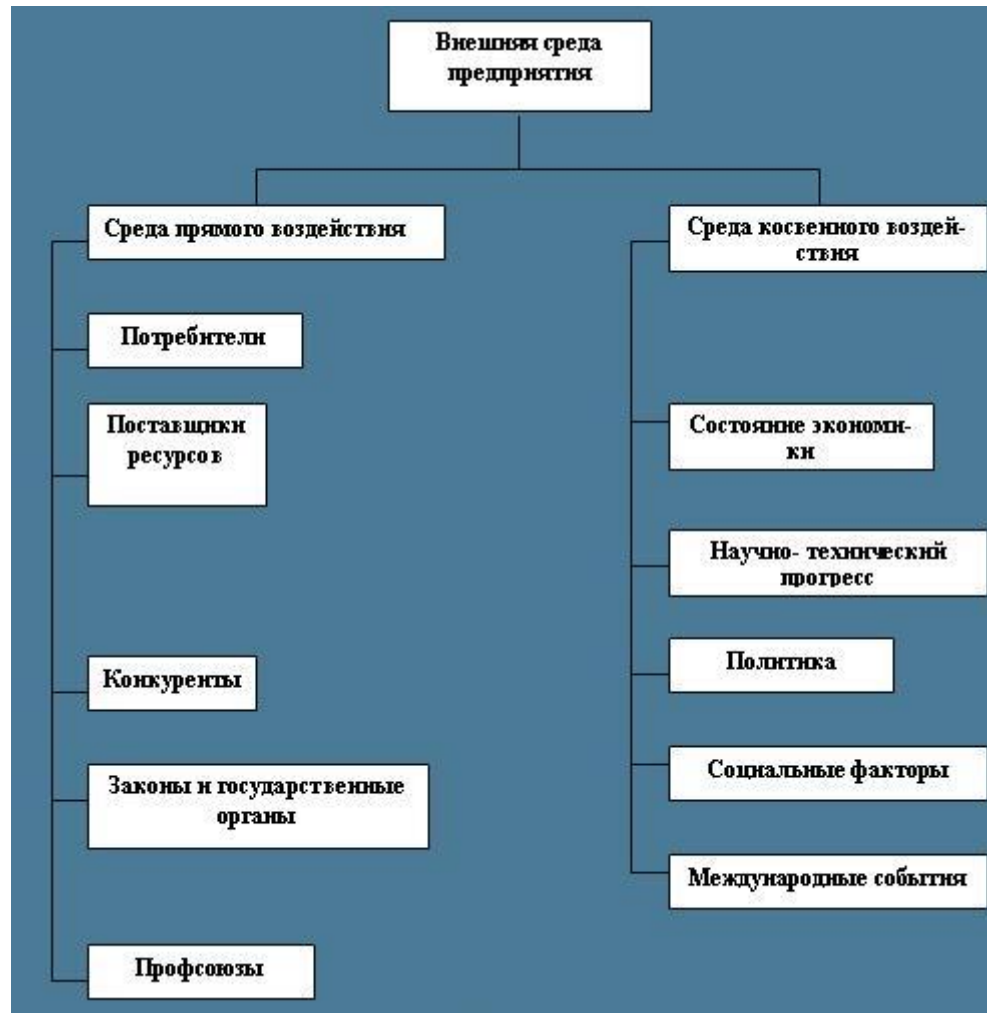 Внешняя среда
предприятия
Среда прямого воздействия
Потребители
Поставщики
ресурсов
Конкуренты
Законы и государственные
органы
Профсоюзы
Среда косвенного воздей-
ствия
Состояние экономи-
ки
Научно- технический
прогресс
Политика
Социальные факторы
Международные события